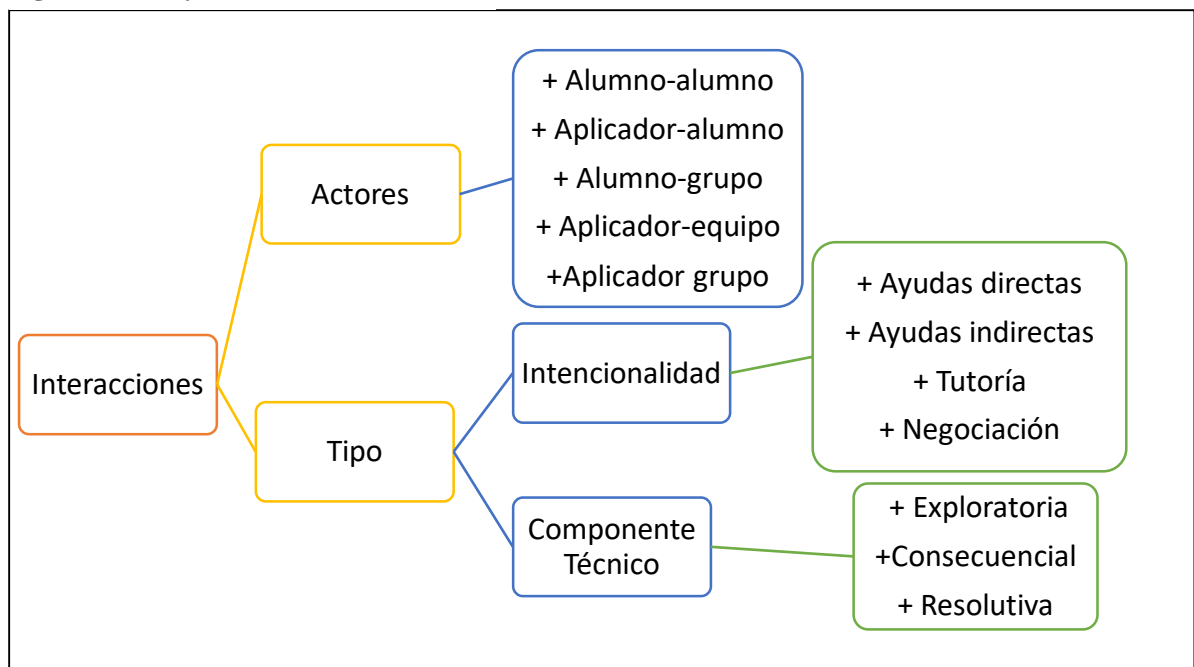 Interacciones
Actores
+ Alumno-alumno
+ Aplicador-alumno
+ Alumno-grupo
+ Aplicador-equipo
+Aplicador grupo
Tipo
Intencionalidad
+ Ayudas directas
+ Ayudas indirectas
+ Tutoría
+ Negociación
Componente
Técnico
+ Exploratoria
+Consecuencial
+ Resolutiva